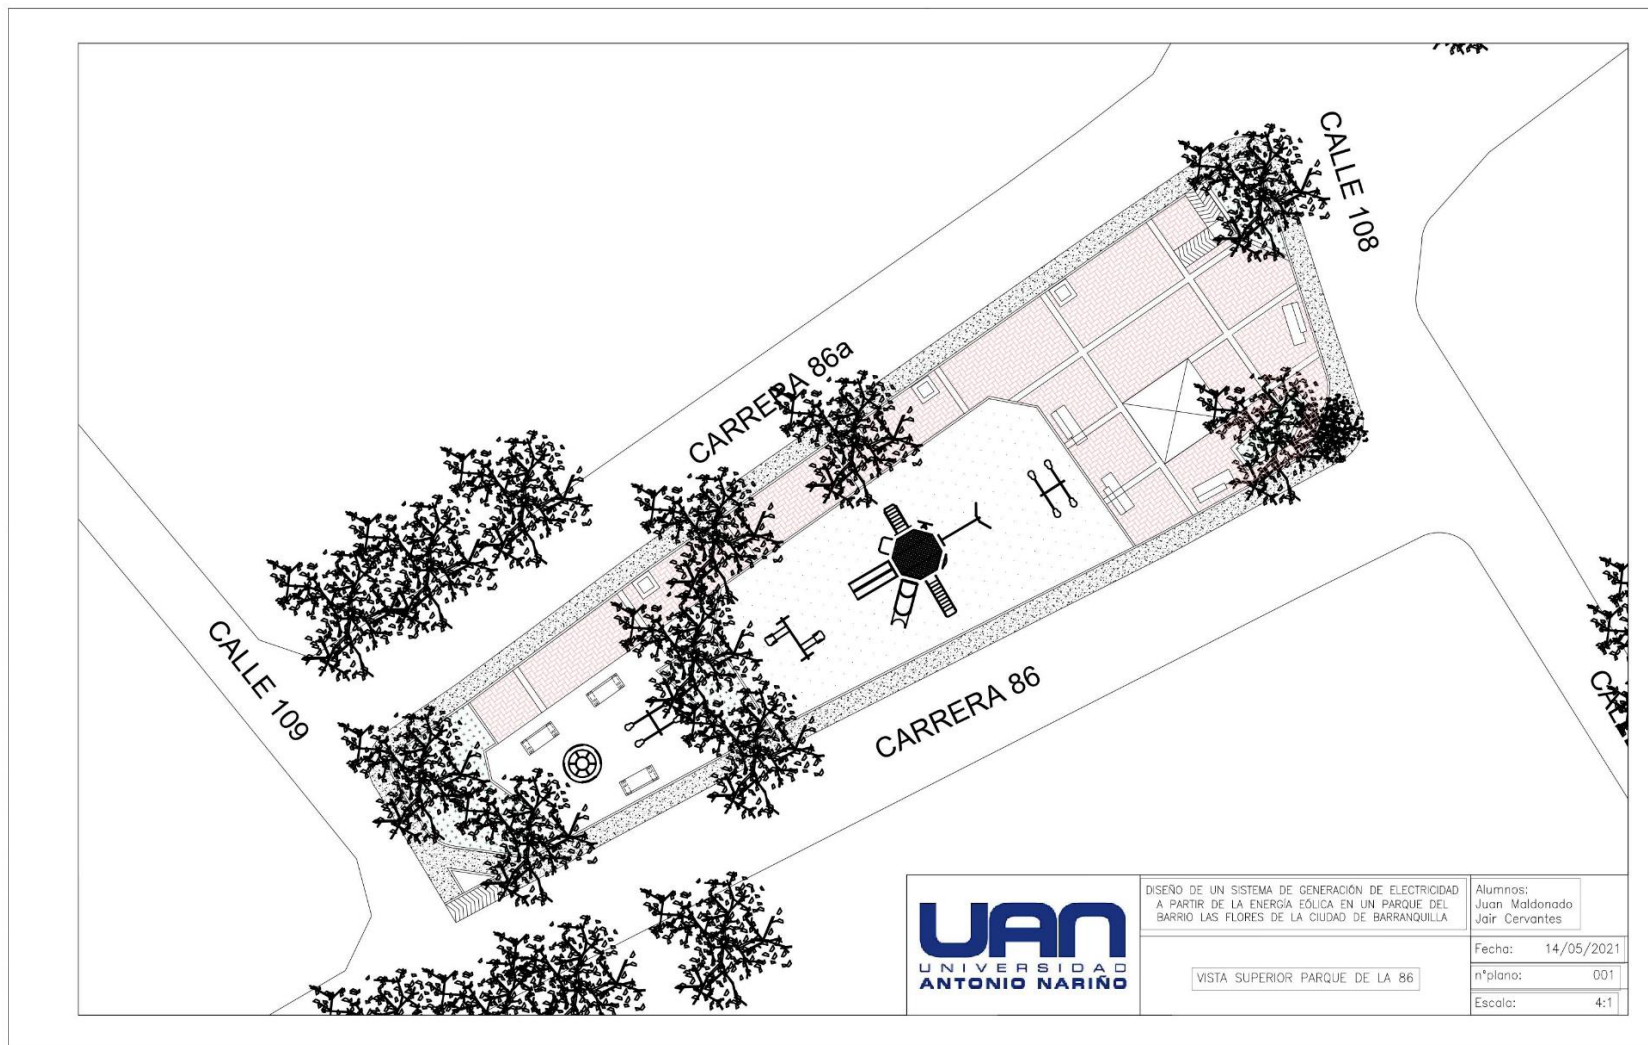 CALLE 108
CARRERA 86a
CALLE 109
CARRERA 86
UAN
UNIVERSIDAD
ANTONIO NARIÑO
DISEÑO DE UN SISTEMA DE GENERACIÓN DE ELECTRICIDAD
A PARTIR DE LA ENERGÍA EÓLICA EN UN PARQUE DEL
BARRIO LAS FLORES DE LA CIUDAD DE BARRANQUILLA
VISTA SUPERIOR PARQUE DE LA 86
Alumnos:
Juan Maldonado
Jair Cervantes
Fecha: 14/05/2021
n°plano: 001
Escala: 4:1